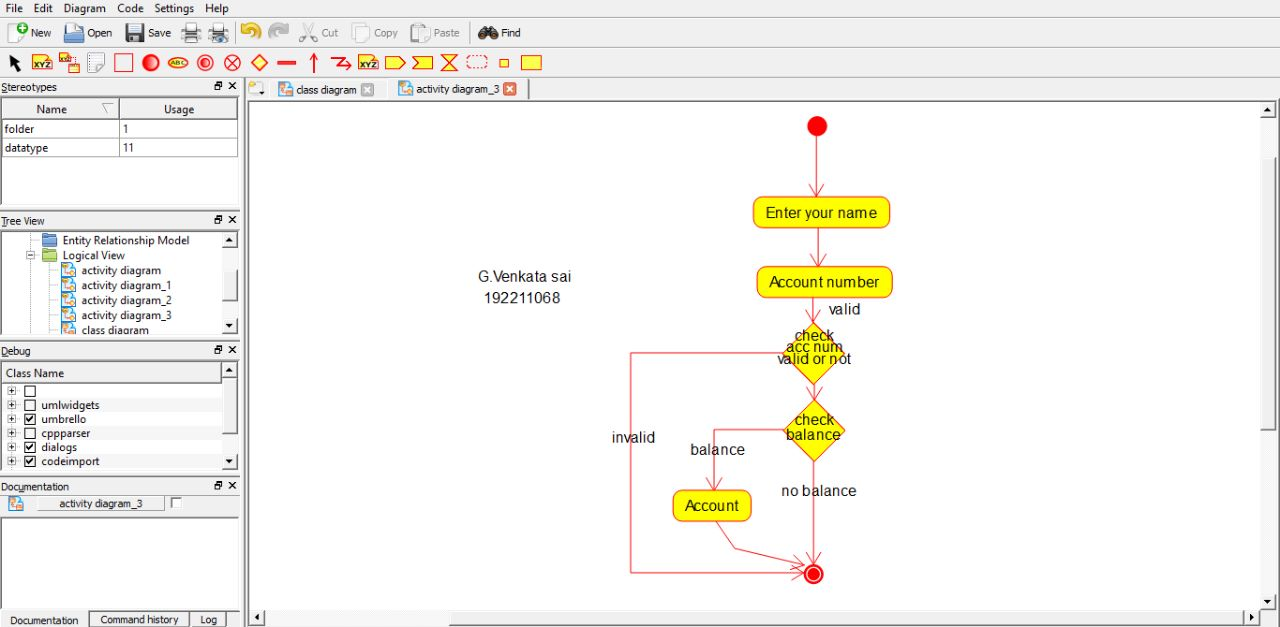 File Edit Diagram Code Settings Help
New Open Save Cut Copy Paste Find
XYZ ABC XYZ
Stereotypes
class diagram activity diagram_3
Name Usage
folder 1
datatype 11
Tree View
Entity Relationship Model
Logical View
activity diagram
activity diagram_1
activity diagram_2
activity diagram_3
class diagram
Debug
Class Name
umlwidgets
umbrello
cppparser
dialogs
codeimport
Documentation
activity diagram_3
Documentation Command history Log
G.Venkata sai
192211068
Enter your name
Account number
valid
check
acc num
valid or not
check
balance
invalid
balance
no balance
Account